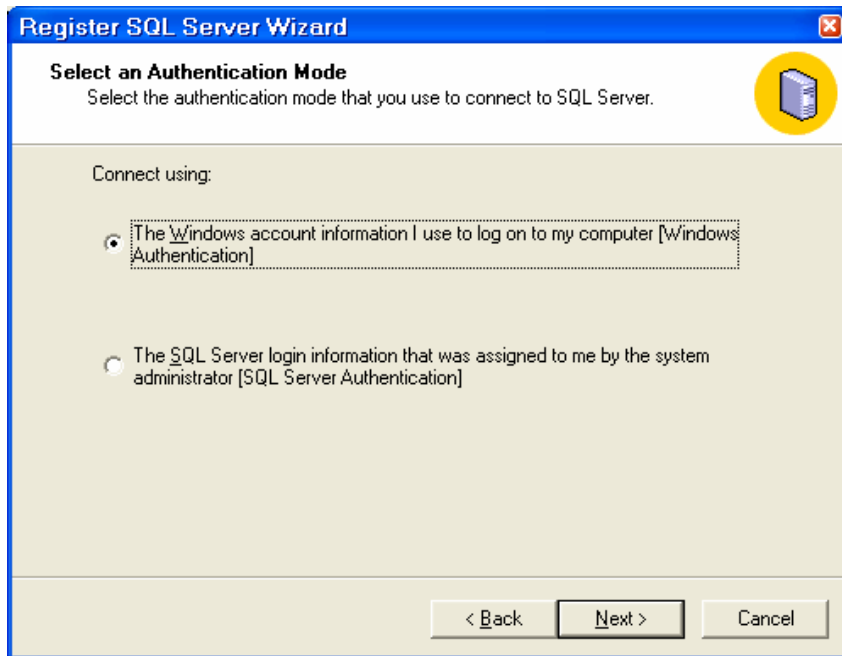 Register SQL Server Wizard
Select an Authentication Mode
Select the authentication mode that you use to connect to SQL Server.
Connect using:
The Windows account information I use to log on to my computer [Windows
Authentication]
The SQL Server login information that was assigned to me by the system
administrator [SQL Server Authentication]
< Back Next > Cancel